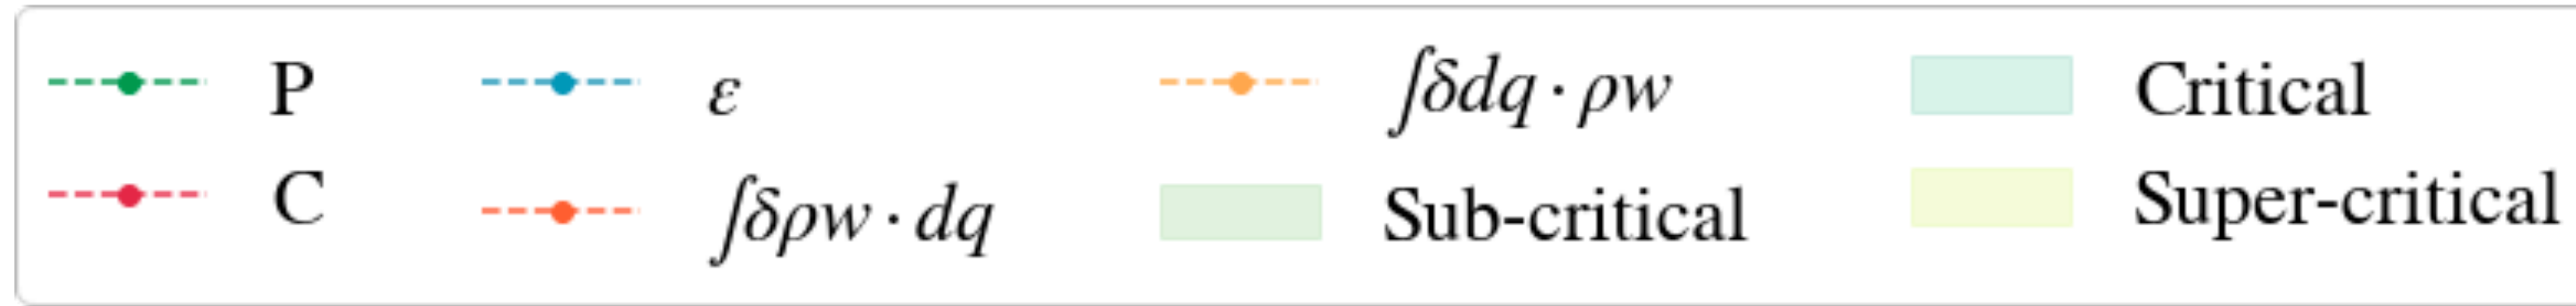 P
C
ε
∫δρw · dq
∫δdq · ρw
Sub-critical
Critical
Super-critical